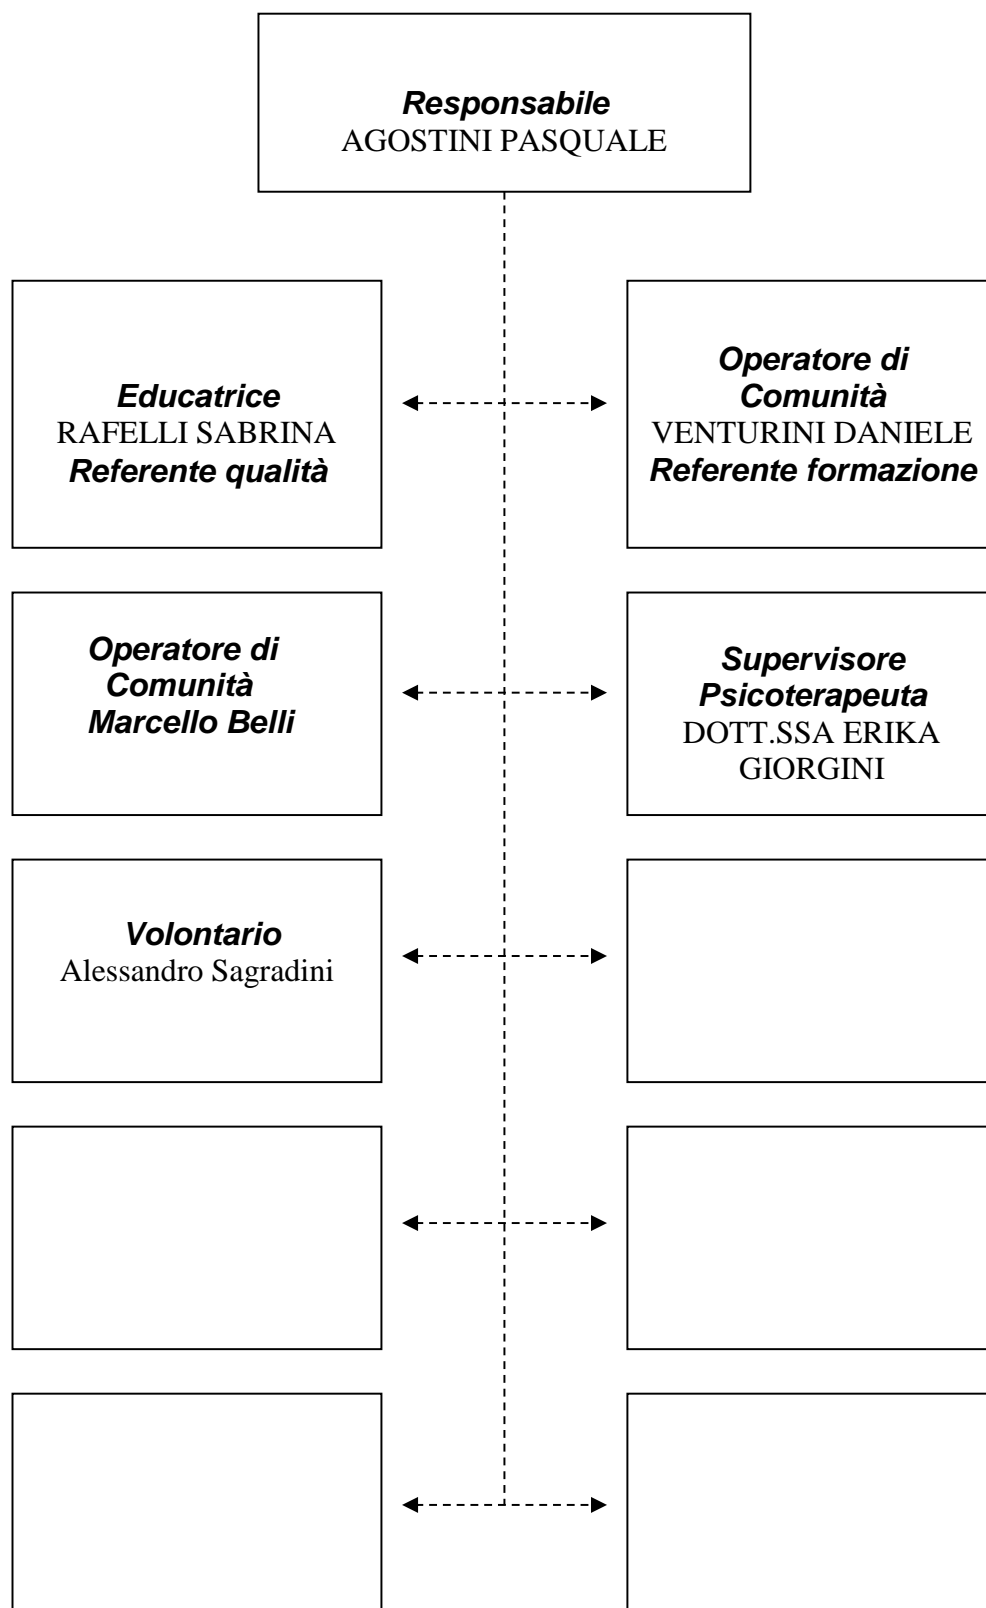 Responsabile
AGOSTINI PASQUALE
Educatrice
RAFELLI SABRINA
Referente qualità
Operatore di
Comunità
VENTURINI DANIELE
Referente formazione
Operatore di
Comunità
Marcello Belli
Supervisore
Psicoterapeuta
DOTT.SSA ERIKA
GIORGINI
Volontario
Alessandro Sagradini